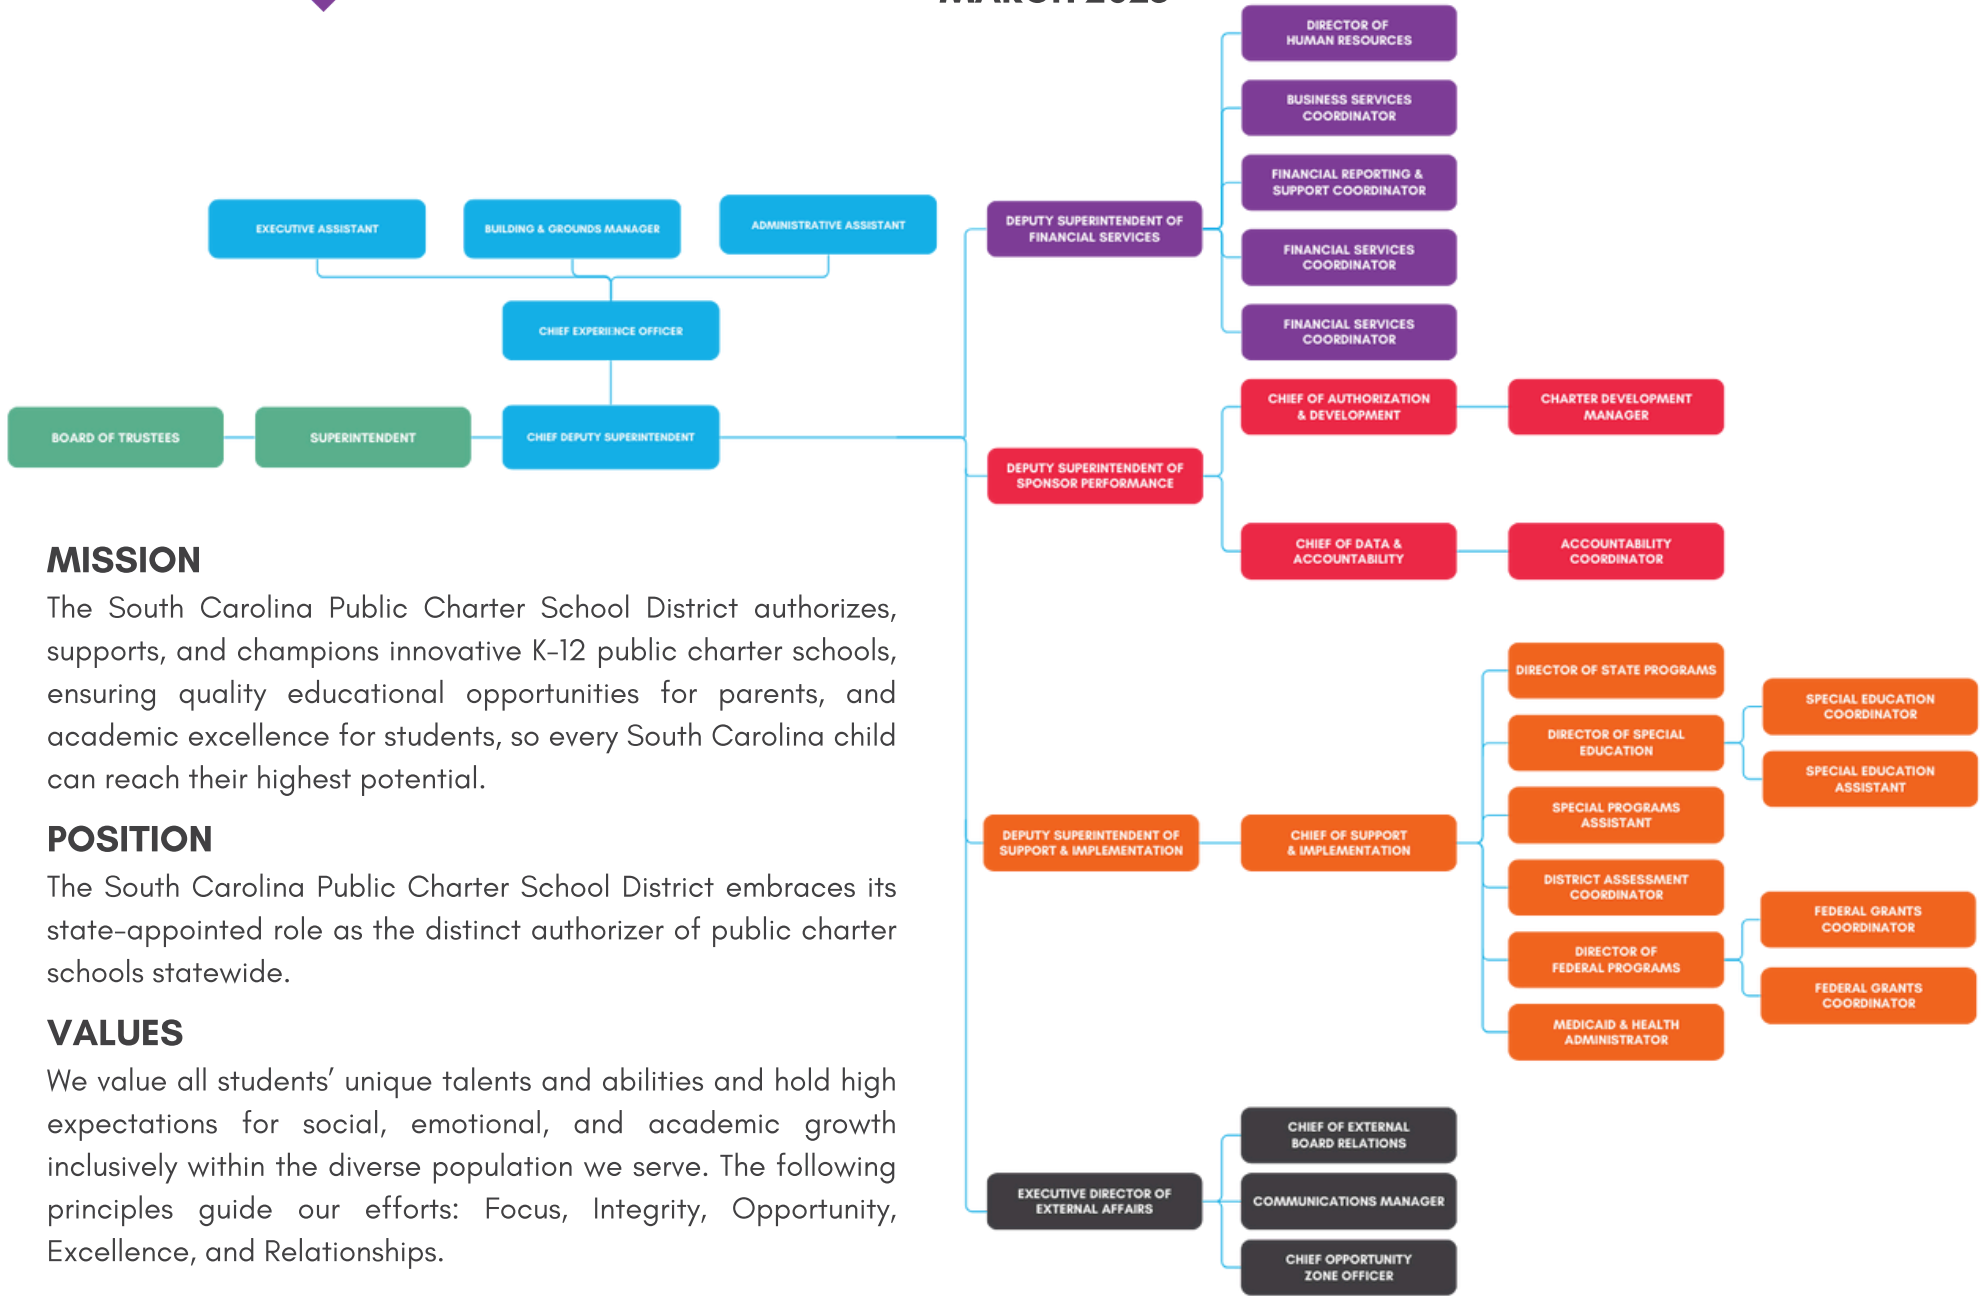 MARCH 2023
DIRECTOR OF
HUMAN RESOURCES
BUSINESS SERVICES
COORDINATOR
FINANCIAL REPORTING &
SUPPORT COORDINATOR
FINANCIAL SERVICES
COORDINATOR
FINANCIAL SERVICES
COORDINATOR
DEPUTY SUPERINTENDENT OF
FINANCIAL SERVICES
EXECUTIVE ASSISTANT
BUILDING & GROUNDS MANAGER
ADMINISTRATIVE ASSISTANT
CHIEF EXPERIENCE OFFICER
BOARD OF TRUSTEES
SUPERINTENDENT
CHIEF DEPUTY SUPERINTENDENT
CHIEF OF AUTHORIZATION
& DEVELOPMENT
CHARTER DEVELOPMENT
MANAGER
DEPUTY SUPERINTENDENT OF
SPONSOR PERFORMANCE
CHIEF OF DATA &
ACCOUNTABILITY
ACCOUNTABILITY
COORDINATOR
MISSION
The South Carolina Public Charter School District authorizes,
supports, and champions innovative K-12 public charter schools,
ensuring quality educational opportunities for parents, and
academic excellence for students, so every South Carolina child
can reach their highest potential.
POSITION
The South Carolina Public Charter School District embraces its
state-appointed role as the distinct authorizer of public charter
schools statewide.
VALUES
We value all students' unique talents and abilities and hold high
expectations for social, emotional, and academic growth
inclusively within the diverse population we serve. The following
principles guide our efforts: Focus, Integrity, Opportunity,
Excellence, and Relationships.
DEPUTY SUPERINTENDENT OF
SUPPORT & IMPLEMENTATION
CHIEF OF SUPPORT
& IMPLEMENTATION
DIRECTOR OF STATE PROGRAMS
DIRECTOR OF SPECIAL
EDUCATION
SPECIAL EDUCATION
COORDINATOR
SPECIAL EDUCATION
ASSISTANT
SPECIAL PROGRAMS
ASSISTANT
DISTRICT ASSESSMENT
COORDINATOR
DIRECTOR OF
FEDERAL PROGRAMS
FEDERAL GRANTS
COORDINATOR
FEDERAL GRANTS
COORDINATOR
MEDICAID & HEALTH
ADMINISTRATOR
EXECUTIVE DIRECTOR OF
EXTERNAL AFFAIRS
CHIEF OF EXTERNAL
BOARD RELATIONS
COMMUNICATIONS MANAGER
CHIEF OPPORTUNITY
ZONE OFFICER